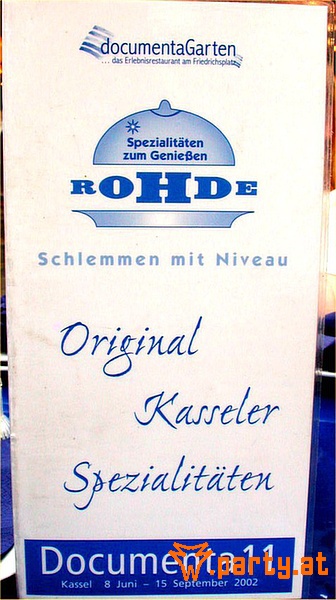 documentaGarten
... das Erlebnisrestaurant am Friedrichsplatz
Spezialitäten
zum Genießen
ROHDE
Schlemmen mit Niveau
Original
Kasseler
Spezialitäten
Documenta11
Kassel 8 Juni – 15 September 2002
party.at